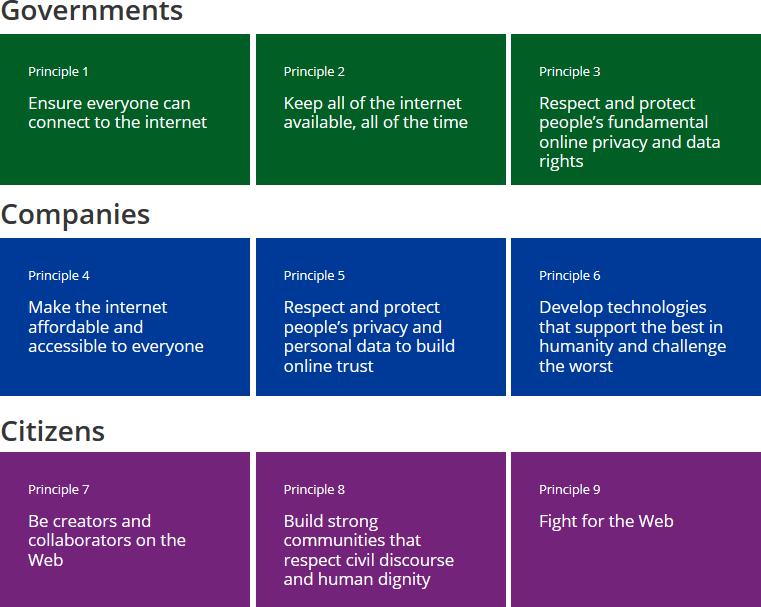 Governments
Principle 1
Ensure everyone can
connect to the internet
Principle 2
Keep all of the internet
available, all of the time
Principle 3
Respect and protect
people’s fundamental
online privacy and data
rights
Companies
Principle 4
Make the internet
affordable and
accessible to everyone
Principle 5
Respect and protect
people’s privacy and
personal data to build
online trust
Principle 6
Develop technologies
that support the best in
humanity and challenge
the worst
Citizens
Principle 7
Be creators and
collaborators on the
Web
Principle 8
Build strong
communities that
respect civil discourse
and human dignity
Principle 9
Fight for the Web